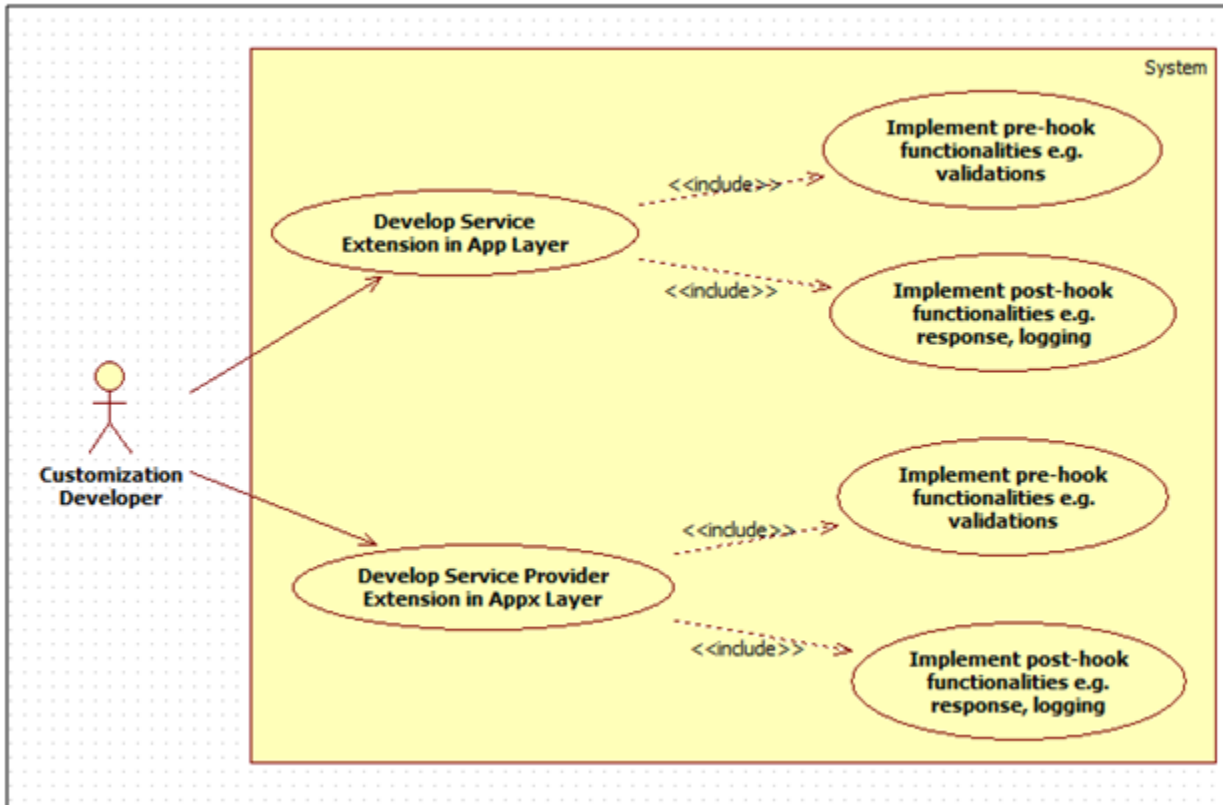 System
Implement pre-hook
functionalities e.g.
validations
<<include>>
Develop Service
Extension in App Layer
<<include>>
Implement post-hook
functionalities e.g.
response, logging
Customization
Developer
Implement pre-hook
functionalities e.g.
validations
<<include>>
Develop Service Provider
Extension in Appx Layer
<<include>>
Implement post-hook
functionalities e.g.
response, logging